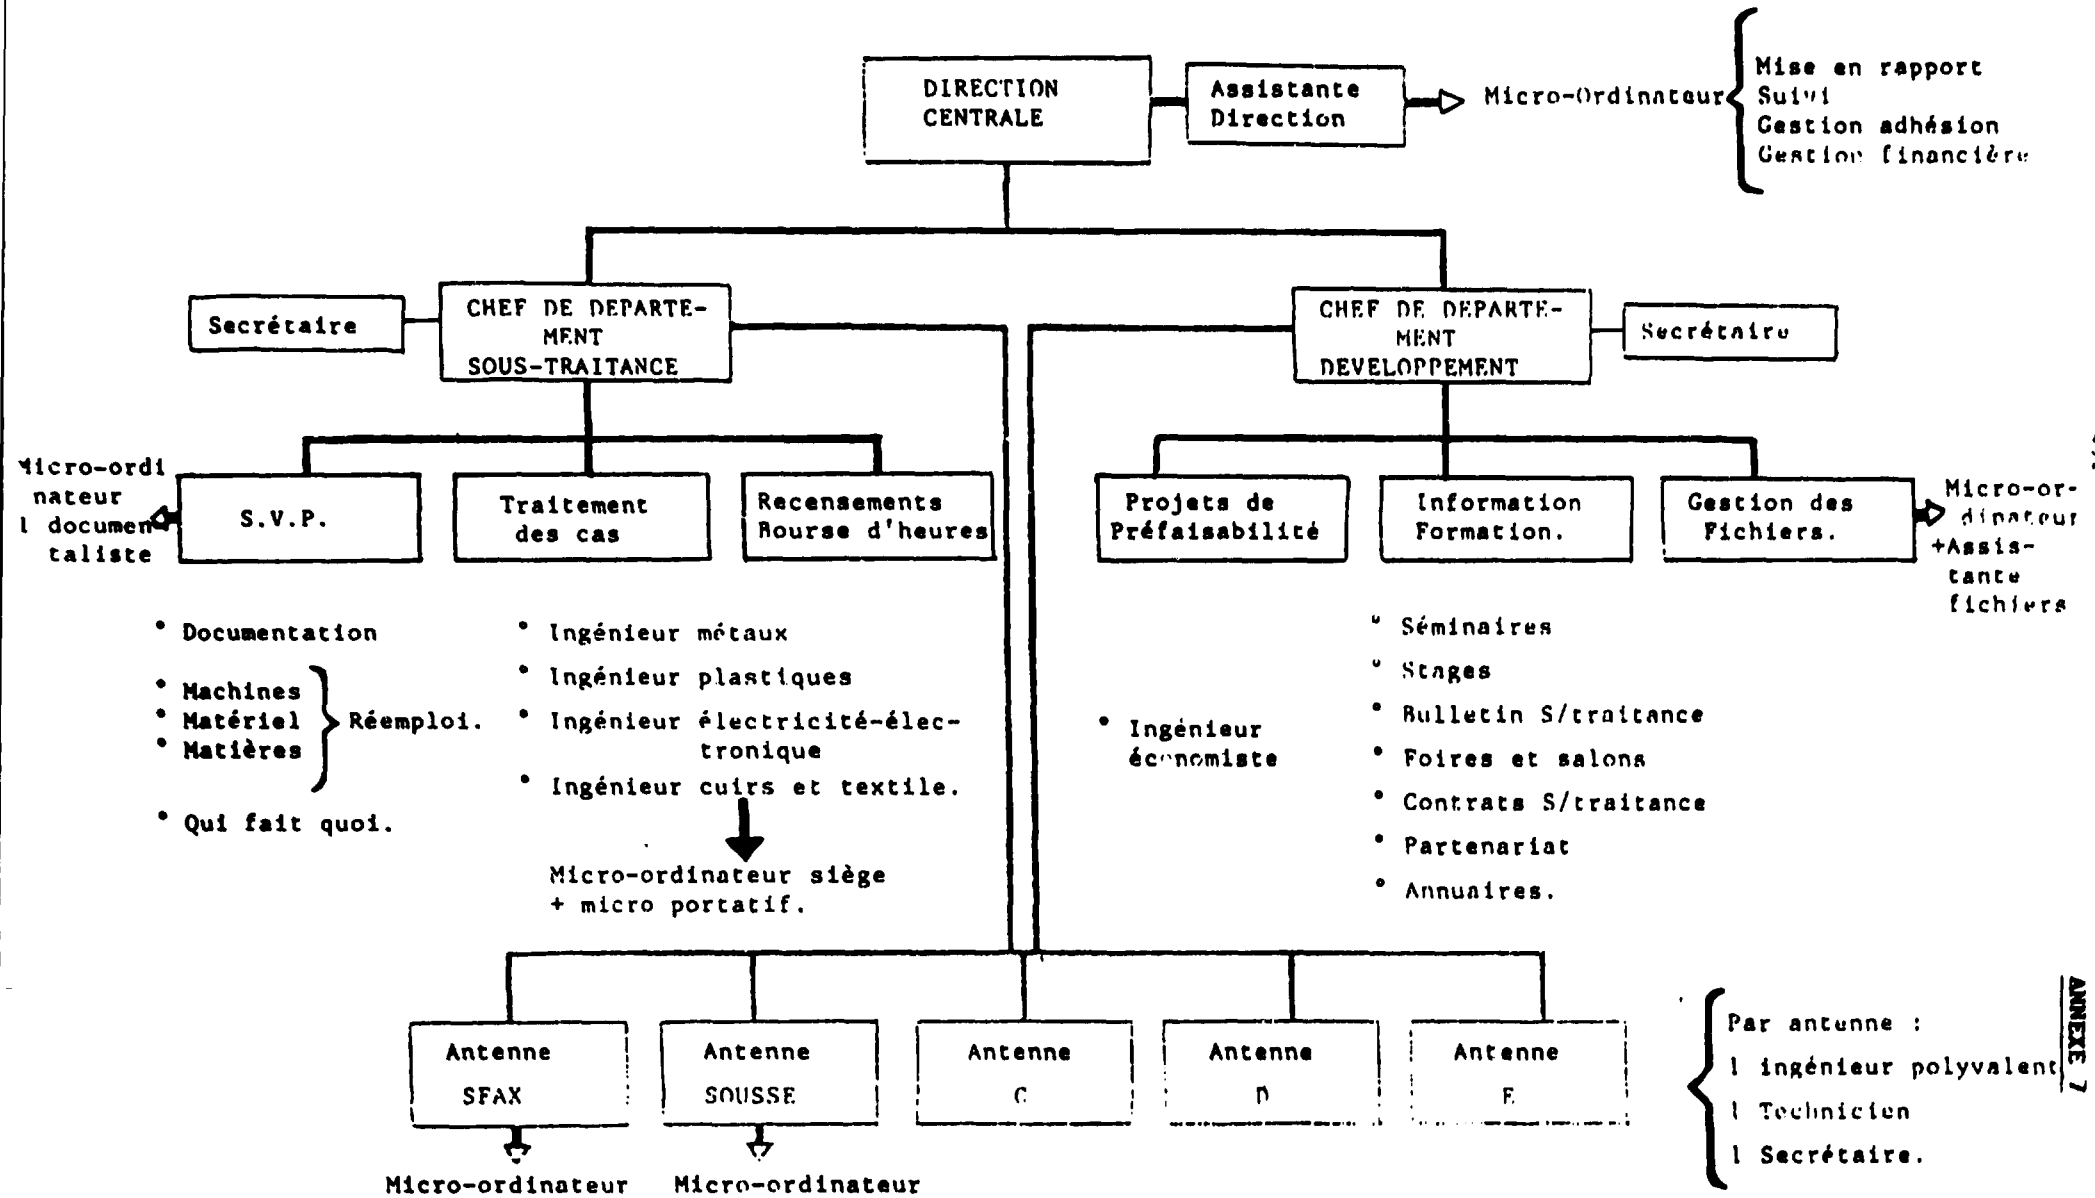 DIRECTION
CENTRALE
Assistante
Direction
Micro-Ordinateur
Mise en rapport
Suivi
Gestion adhésion
Gestion financière
Secrétaire
CHEF DE DEPARTE-
MENT
SOUS-TRAITANCE
CHEF DE DEPARTE-
MENT
DEVELOPPEMENT
Secrétaire
Micro-ordi
nateur
1 documen
taliste
S.V.P.
Traitement
des cas
Recensements
Bourse d'heures
Projets de
Préfaisabilité
Information
Formation.
Gestion des
Fichiers.
Micro-or-
dinateur
+Assis-
tante
fichiers
° Documentation
° Machines
° Matériel
° Matières
Réemploi.
° Qui fait quoi.
° Ingénieur métaux
° Ingénieur plastiques
° Ingénieur électricité-élec-
tronique
° Ingénieur cuirs et textile.
Micro-ordinateur siège
+ micro portatif.
° Ingénieur
économiste
° Séminaires
° Stages
° Bulletin S/traitance
° Foires et salons
° Contrats S/traitance
° Partenariat
° Annuaires.
Antenne
SFAX
Antenne
SOUSSE
Antenne
C
Antenne
D
Antenne
E
Micro-ordinateur
Micro-ordinateur
Par antenne :
1 ingénieur polyvalent
1 Technicien
1 Secrétaire.
ANNEXE 7